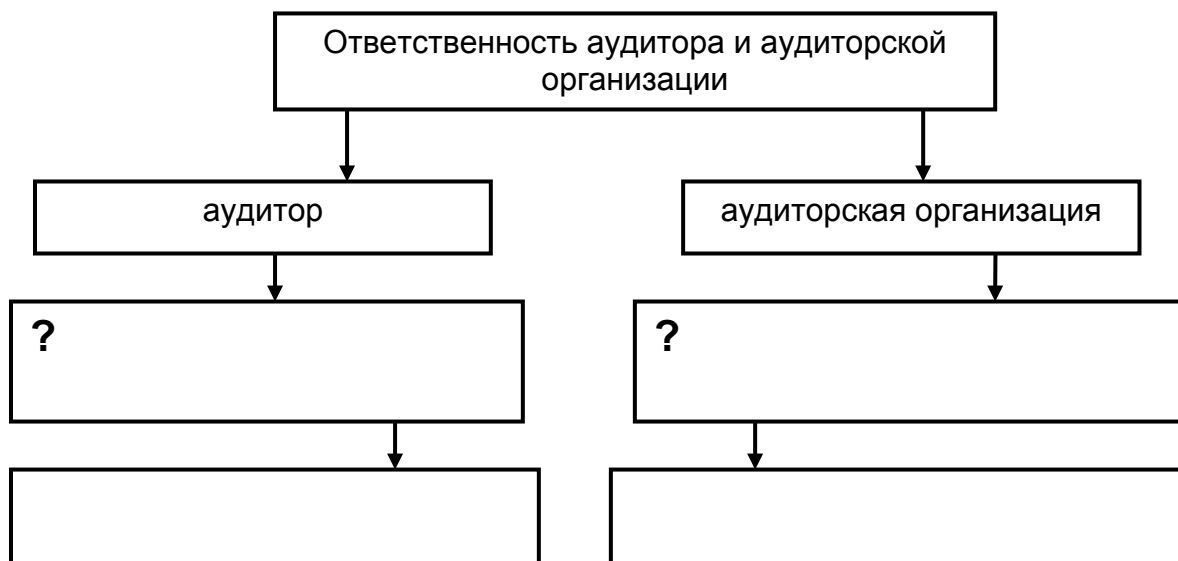 Ответственность аудитора и аудиторской
организации
аудитор
аудиторская организация
?
?